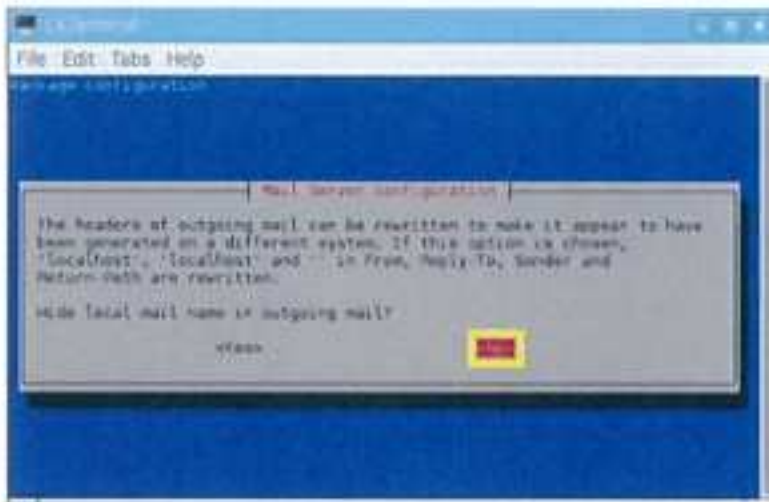 File Edit Tabs Help
Package configuration
Mail Server configuration
The headers of outgoing mail can be rewritten to make it appear to have
been generated on a different system. If this option is chosen,
'localhost', 'localhost' and '' in From, Reply-To, Sender and
Return-Path are rewritten.
Hide local mail name in outgoing mail?
<Yes>
<No>